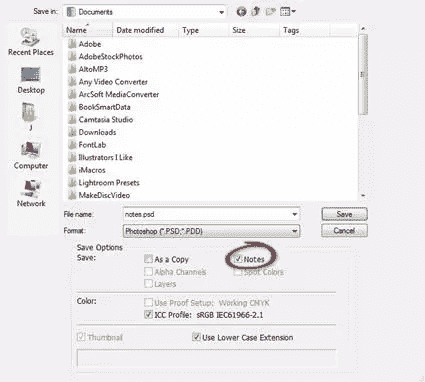 Save in: Documents
Name Date modified Type Size Tags
Recent Places
Desktop
J
Computer
Network
Adobe
AdobeStockPhotos
AltoMP3
Any Video Converter
ArcSoft MediaConverter
BookSmartData
Camtasia Studio
Downloads
FontLab
Illustrators I Like
iMacros
Lightroom Presets
MakeDiscVideo
File name: notes.psd Save
Format: Photoshop (*.PSD;*.PDD) Cancel
Save Options
Save: As a Copy Notes
Alpha Channels Spot Colors
Layers
Color: Use Proof Setup: Working CMYK
ICC Profile: sRGB IEC61966-2.1
Thumbnail Use Lower Case Extension